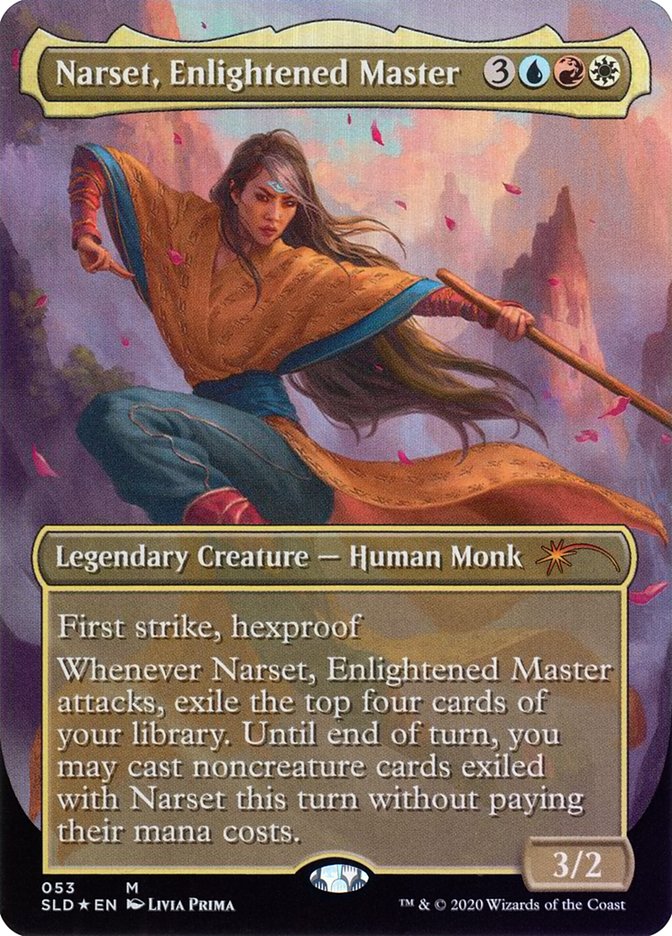 Narset, Enlightened Master 3
Legendary Creature — Human Monk
First strike, hexproof
Whenever Narset, Enlightened Master
attacks, exile the top four cards of
your library. Until end of turn, you
may cast noncreature cards exiled
with Narset this turn without paying
their mana costs.
3/2
053 M
SLD★EN Livia Prima
™ & © 2020 Wizards of the Coast